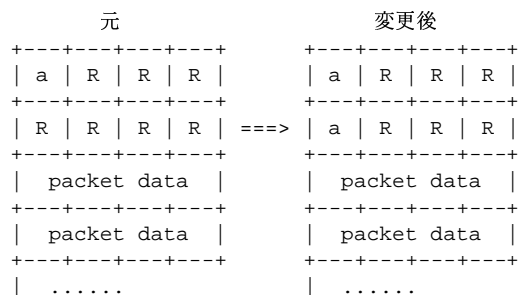 元 変更後
+---+---+---+---+ +---+---+---+---+
| a | R | R | R | | a | R | R | R |
+---+---+---+---+ +---+---+---+---+
| R | R | R | R | ===> | a | R | R | R |
+---+---+---+---+ +---+---+---+---+
| packet data | | packet data |
+---+---+---+---+ +---+---+---+---+
| packet data | | packet data |
+---+---+---+---+ +---+---+---+---+
| ...... | ......